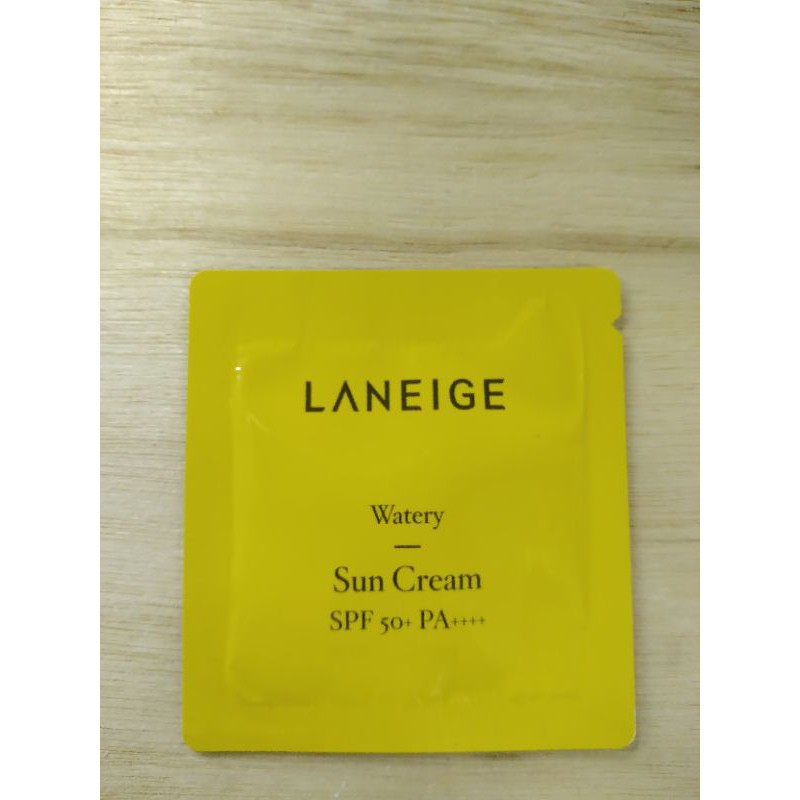 LANEIGE
Watery
Sun Cream
SPF 50+ PA++++